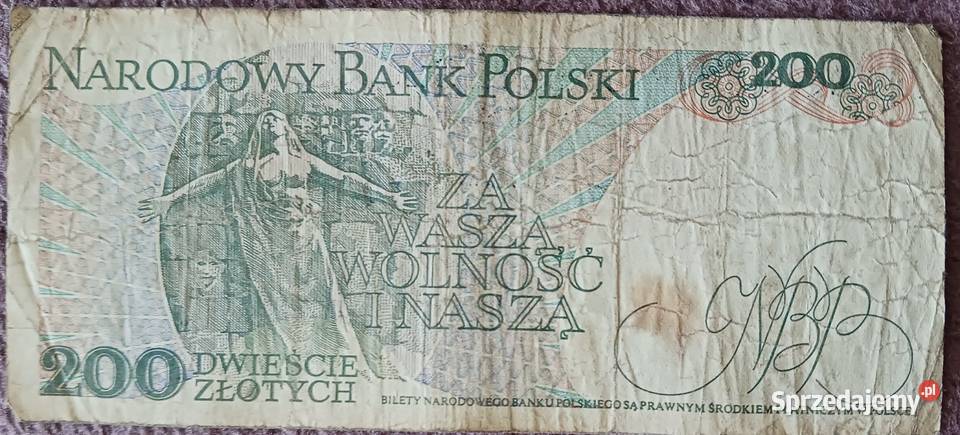 NARODOWY BANK POLSKI
200
ZA
WASZĄ
WOLNOŚĆ
I NASZĄ
NBP
200 DWIEŚCIE
ZŁOTYCH
BILETY NARODOWEGO BANKU POLSKIEGO SĄ PRAWNYM ŚRODKIEM W POLSCE
Sprzedajemy.pl